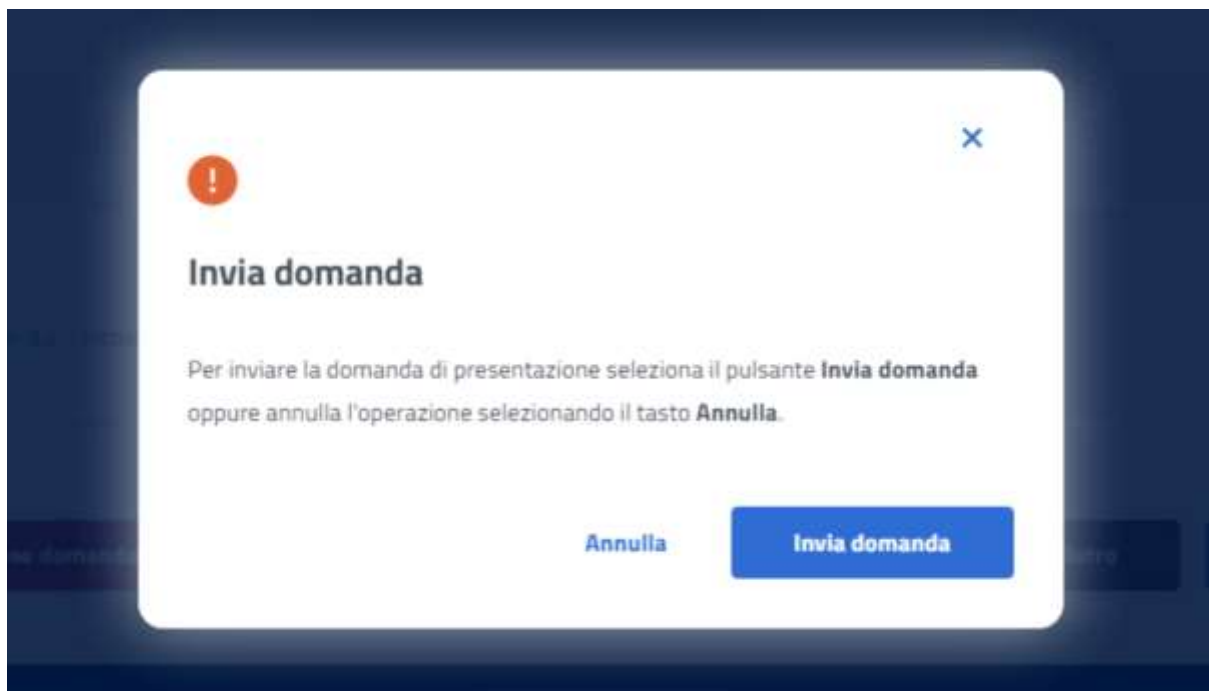 Invia domanda
Per inviare la domanda di presentazione seleziona il pulsante Invia domanda
oppure annulla l'operazione selezionando il tasto Annulla.
Annulla Invia domanda